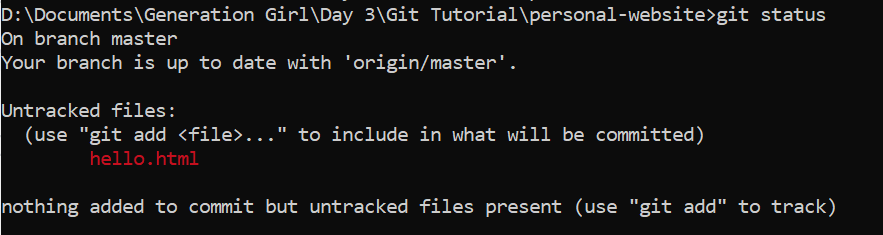 D:\Documents\Generation Girl\Day 3\Git Tutorial\personal-website>git status
On branch master
Your branch is up to date with 'origin/master'.
Untracked files:
  (use "git add <file>..." to include in what will be committed)
        hello.html
nothing added to commit but untracked files present (use "git add" to track)